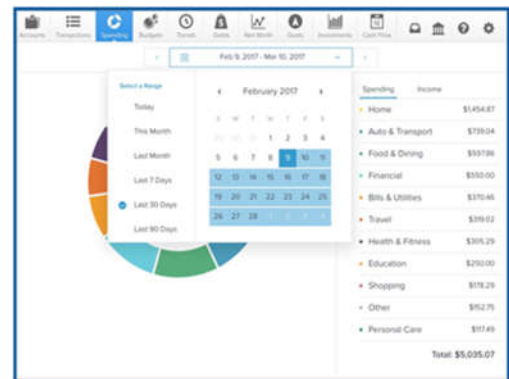 Accounts Transactions Spending Budgets Trends Debts Net Worth Goals Investments Cash Flow
Feb 9, 2017 - Mar 10, 2017
Select a Range
Today
This Month
Last Month
Last 7 Days
Last 30 Days
Last 90 Days
February 2017
S M T W T F S
1 2 3 4
5 6 7 8 9 10 11
12 13 14 15 16 17 18
19 20 21 22 23 24 25
26 27 28 1 2 3 4
Spending Income
Home $1,454.87
Auto & Transport $739.04
Food & Dining $597.86
Financial $550.00
Bills & Utilities $370.46
Travel $319.02
Health & Fitness $305.29
Education $250.00
Shopping $178.29
Other $152.75
Personal Care $117.49
Total: $5,035.07